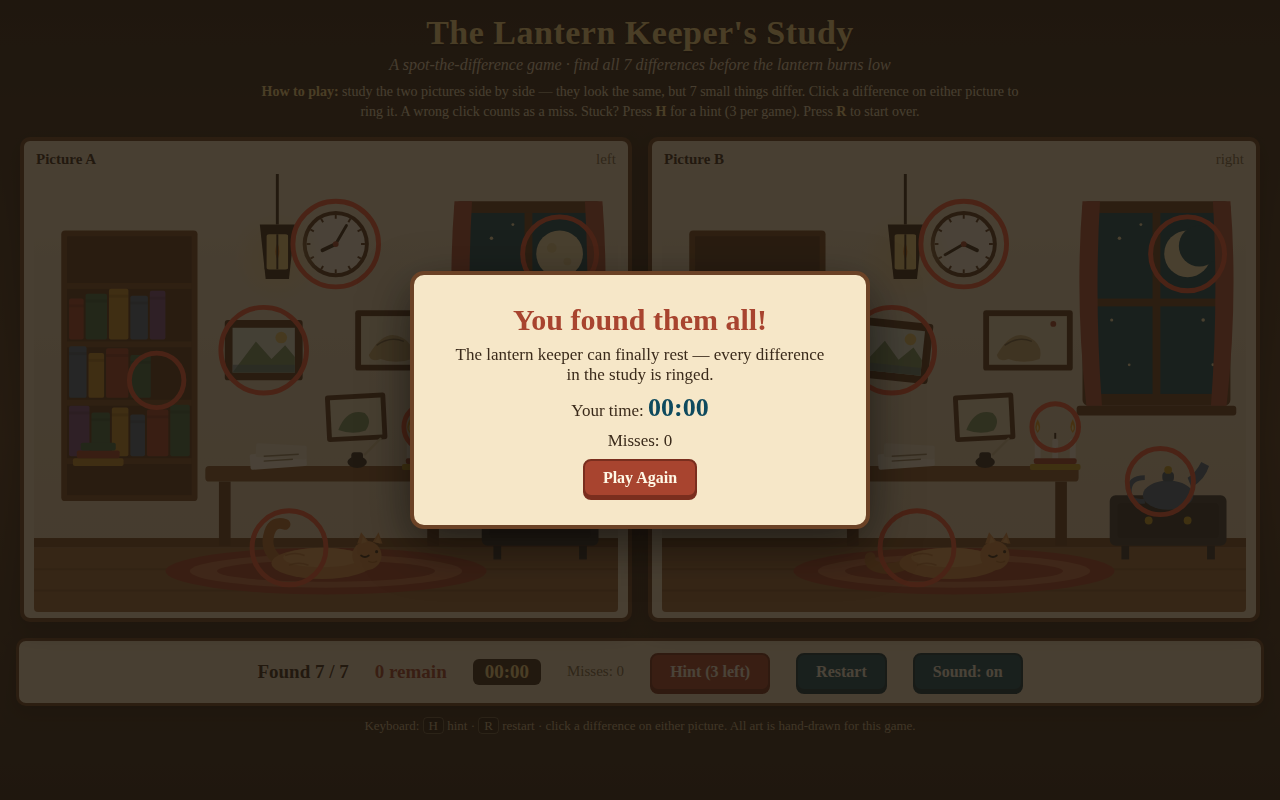 The Lantern Keeper's Study
A spot-the-difference game · find all 7 differences before the lantern burns low
How to play: study the two pictures side by side — they look the same, but 7 small things differ. Click a difference on either picture to
ring it. A wrong click counts as a miss. Stuck? Press H for a hint (3 per game). Press R to start over.
Picture A left
Picture B right
You found them all!
The lantern keeper can finally rest — every difference
in the study is ringed.
Your time: 00:00
Misses: 0
Play Again
Found 7 / 7 0 remain 00:00 Misses: 0 Hint (3 left) Restart Sound: on
Keyboard: H hint · R restart · click a difference on either picture. All art is hand-drawn for this game.